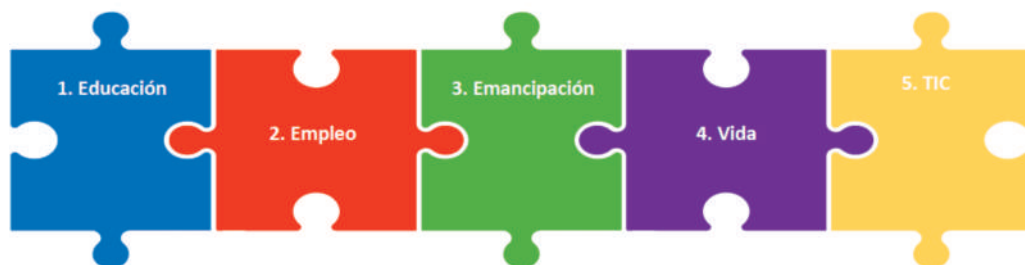 1. Educación
2. Empleo
3. Emancipación
4. Vida
5. TIC